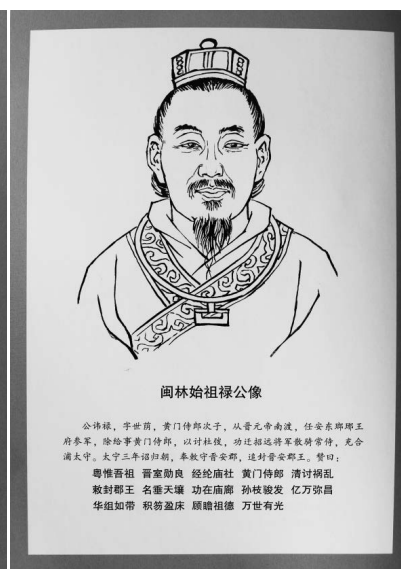 闽林始祖禄公像
公讳禄，字世荫，黄门侍郎次子，从晋元帝南渡，任安东琅琊王
府参军，除给事黄门侍郎，以讨杜弢，功迁招远将军散骑常侍，充合
浦太守。太宁三年诏归朝，奉敕守晋安郡，追封晋安郡王。赞曰：
粤惟吾祖 晋室勋良 经纶庙社 黄门侍郎 清讨祸乱
敕封郡王 名垂天壤 功在庙廊 孙枝骏发 亿万弥昌
华组如带 积笏盈床 顾瞻祖德 万世有光